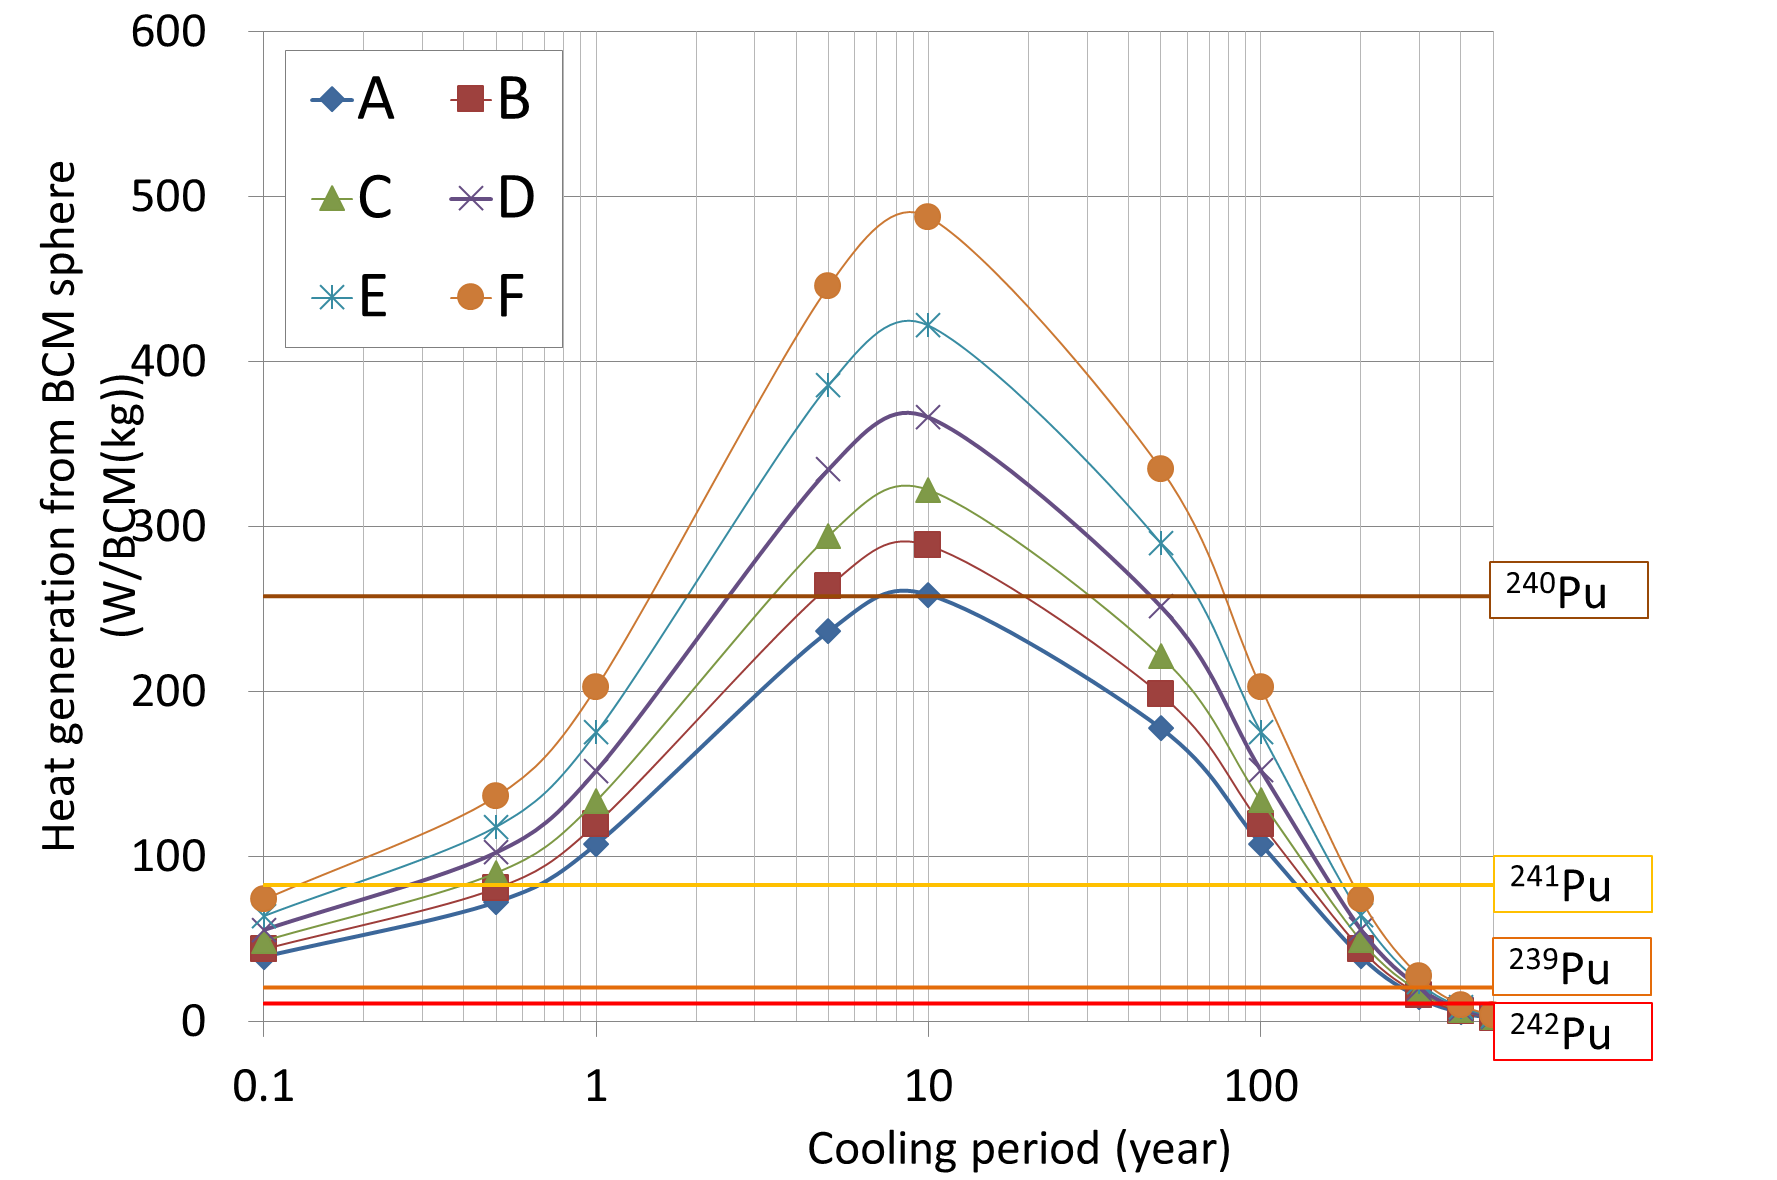 600
500
400
300
200
100
0
Heat generation from BCM sphere
(W/BCM(kg))
A B
C D
E F
240Pu
241Pu
239Pu
242Pu
0.1 1 10 100
Cooling period (year)